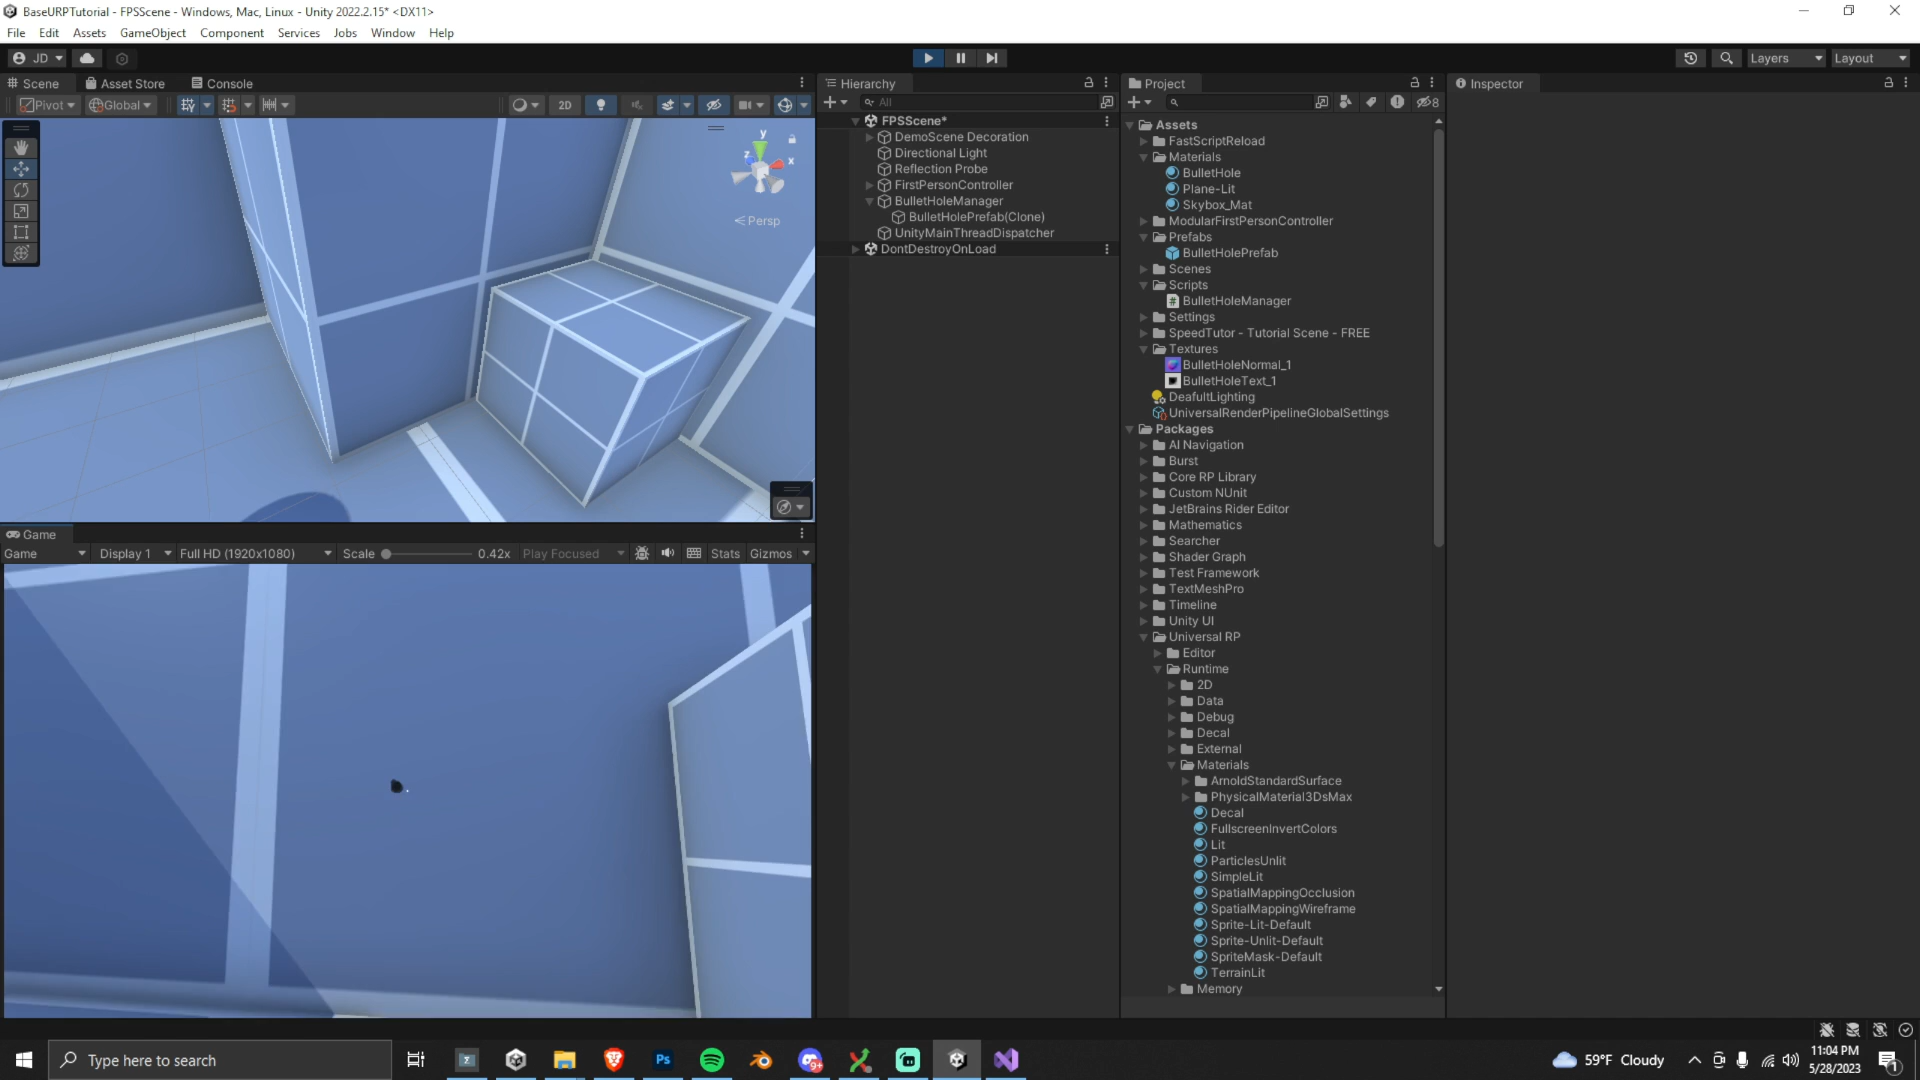 BaseURPTutorial - FPSScene - Windows, Mac, Linux - Unity 2022.2.15* <DX11>
File Edit Assets GameObject Component Services Jobs Window Help
JD Layers Layout
Scene Asset Store Console
Pivot Global 2D
y
x
z
Persp
Game
Game Display 1 Full HD (1920x1080) Scale 0.42x Play Focused Stats Gizmos
Hierarchy
All
FPSScene*
DemoScene Decoration
Directional Light
Reflection Probe
FirstPersonController
BulletHoleManager
BulletHolePrefab(Clone)
UnityMainThreadDispatcher
DontDestroyOnLoad
Project
8
Assets
FastScriptReload
Materials
BulletHole
Plane-Lit
Skybox_Mat
ModularFirstPersonController
Prefabs
BulletHolePrefab
Scenes
Scripts
BulletHoleManager
Settings
SpeedTutor - Tutorial Scene - FREE
Textures
BulletHoleNormal_1
BulletHoleText_1
DeafultLighting
UniversalRenderPipelineGlobalSettings
Packages
AI Navigation
Burst
Core RP Library
Custom NUnit
JetBrains Rider Editor
Mathematics
Searcher
Shader Graph
Test Framework
TextMeshPro
Timeline
Unity UI
Universal RP
Editor
Runtime
2D
Data
Debug
Decal
External
Materials
ArnoldStandardSurface
PhysicalMaterial3DsMax
Decal
FullscreenInvertColors
Lit
ParticlesUnlit
SimpleLit
SpatialMappingOcclusion
SpatialMappingWireframe
Sprite-Lit-Default
Sprite-Unlit-Default
SpriteMask-Default
TerrainLit
Memory
Inspector
Type here to search
Ps
9+
59°F Cloudy
11:04 PM
5/28/2023
1